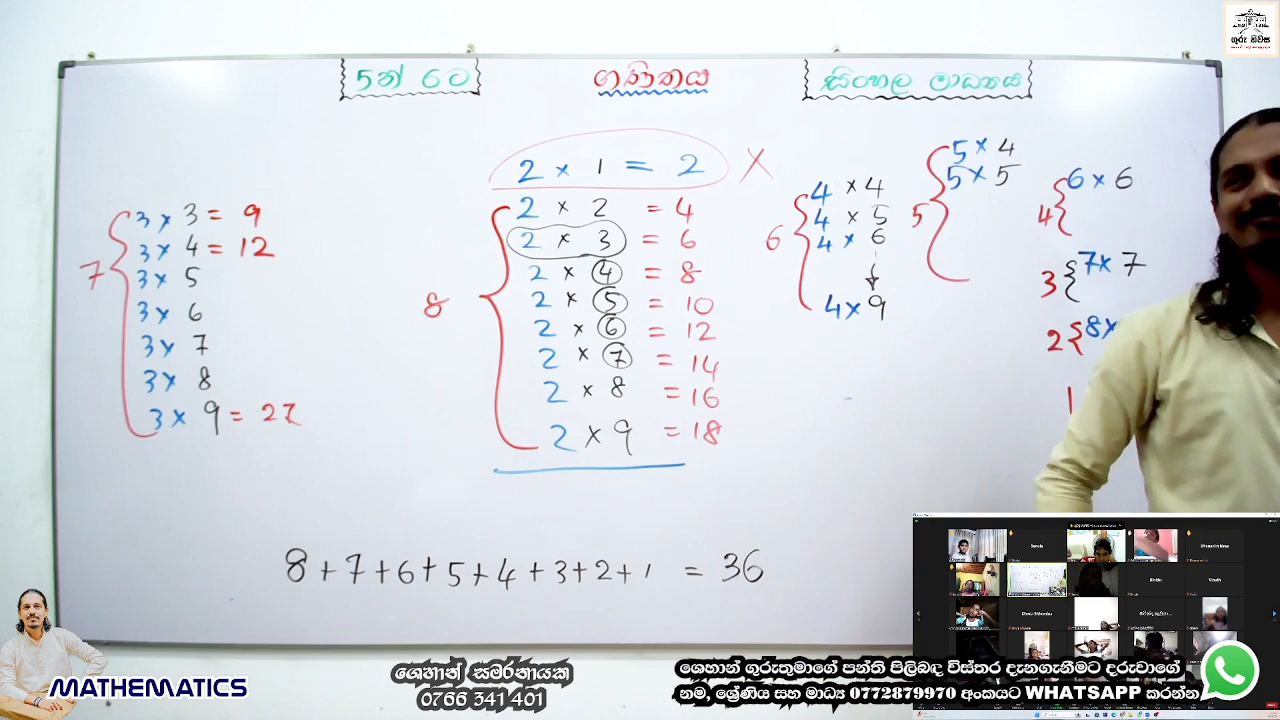 ගුරු නිවස
5න් 6ට
ගණිතය
සිංහල මාධ්‍යය
2 × 1 = 2 X
8
2 × 2 = 4
2 × 3 = 6
2 × 4 = 8
2 × 5 = 10
2 × 6 = 12
2 × 7 = 14
2 × 8 = 16
2 × 9 = 18
7
3 × 3 = 9
3 × 4 = 12
3 × 5
3 × 6
3 × 7
3 × 8
3 × 9 = 27
6
4 × 4
4 × 5
4 × 6
4 × 9
5
5 × 4
5 × 5
4
6 × 6
3
7 × 7
2
8 ×
1
8 + 7 + 6 + 5 + 4 + 3 + 2 + 1 = 36
MATHEMATICS
ශෙහාන් සමරනායක
0766 341 401
ශෙහාන් ගුරුතුමාගේ පන්ති පිලිබඳ විස්තර දැනගැනීමට දරුවාගේ
නම, ශ්‍රේණිය සහ මාධ්‍ය 0772879970 අංකයට WHATSAPP කරන්න